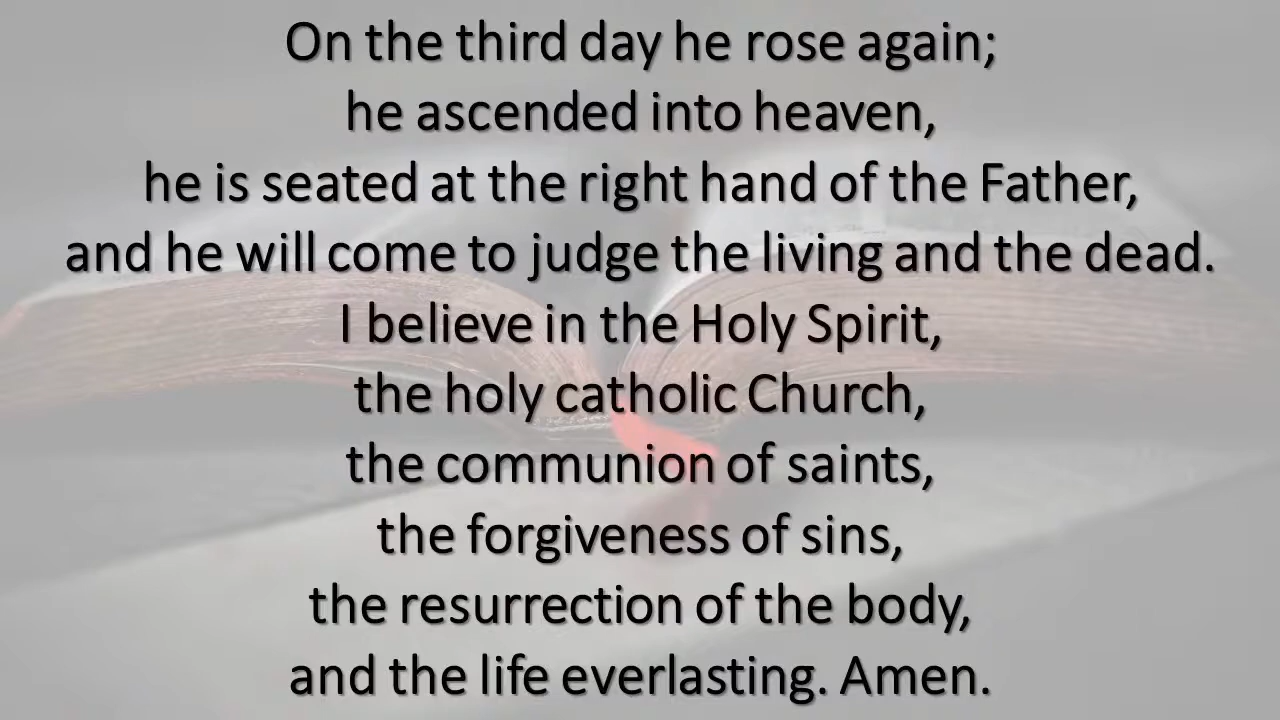 On the third day he rose again;
he ascended into heaven,
he is seated at the right hand of the Father,
and he will come to judge the living and the dead.
I believe in the Holy Spirit,
the holy catholic Church,
the communion of saints,
the forgiveness of sins,
the resurrection of the body,
and the life everlasting. Amen.